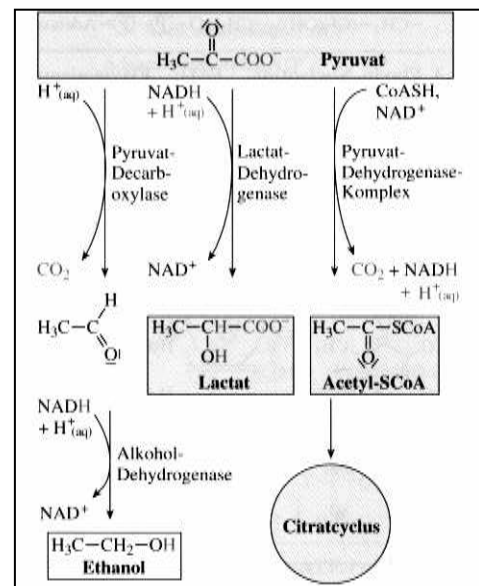 O
H₃C–C–COO⁻ Pyruvat
H⁺(aq)
NADH
+ H⁺(aq)
CoASH,
NAD⁺
Pyruvat-
Decarb-
oxylase
Lactat-
Dehydro-
genase
Pyruvat-
Dehydrogenase-
Komplex
CO₂
NAD⁺
CO₂ + NADH
+ H⁺(aq)
H
H₃C–C
O
H₃C–CH–COO⁻
OH
Lactat
H₃C–C–SCoA
O
Acetyl-SCoA
NADH
+ H⁺(aq)
Alkohol-
Dehydrogenase
NAD⁺
H₃C–CH₂–OH
Ethanol
Citratcyclus